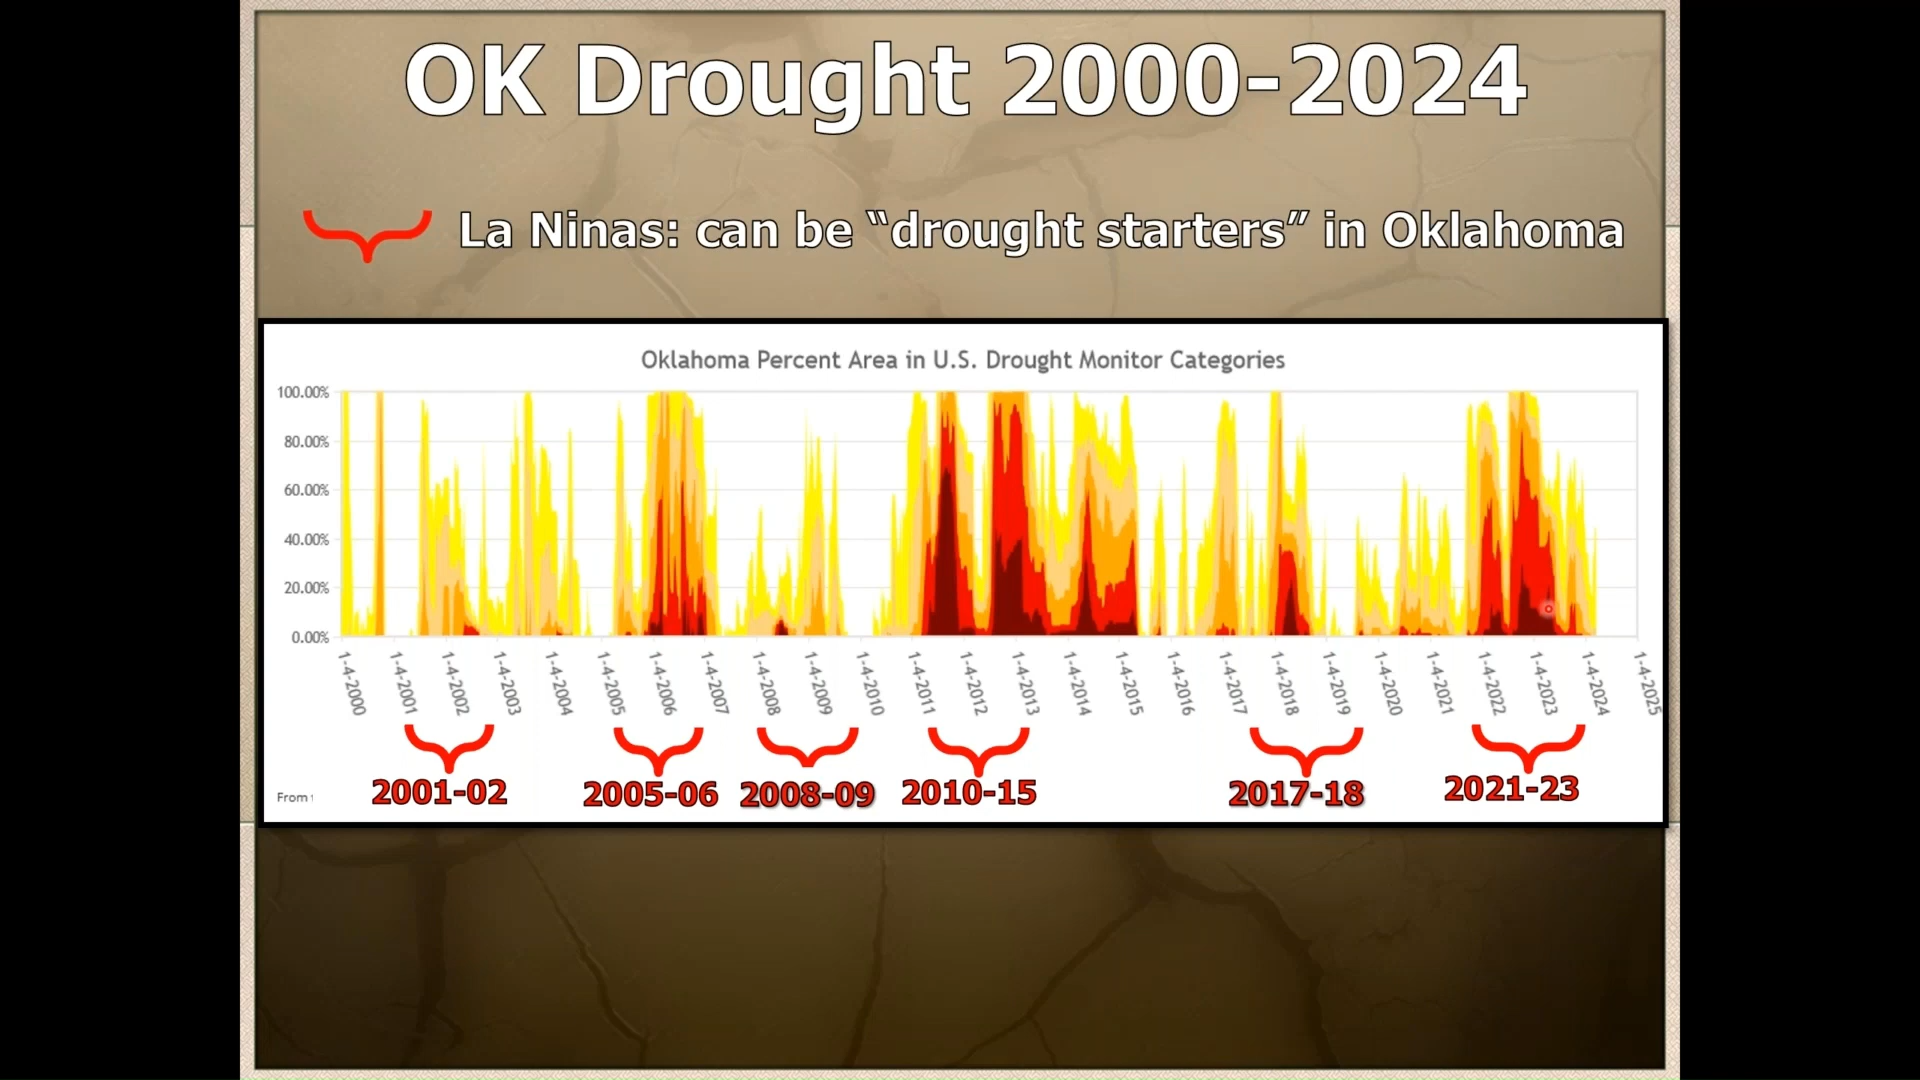 OK Drought 2000-2024
La Ninas: can be “drought starters” in Oklahoma
Oklahoma Percent Area in U.S. Drought Monitor Categories
100.00%
80.00%
60.00%
40.00%
20.00%
0.00%
1-4-2000 1-4-2001 1-4-2002 1-4-2003 1-4-2004 1-4-2005 1-4-2006 1-4-2007 1-4-2008 1-4-2009 1-4-2010 1-4-2011 1-4-2012 1-4-2013 1-4-2014 1-4-2015 1-4-2016 1-4-2017 1-4-2018 1-4-2019 1-4-2020 1-4-2021 1-4-2022 1-4-2023 1-4-2024 1-4-2025
2001-02 2005-06 2008-09 2010-15 2017-18 2021-23
From